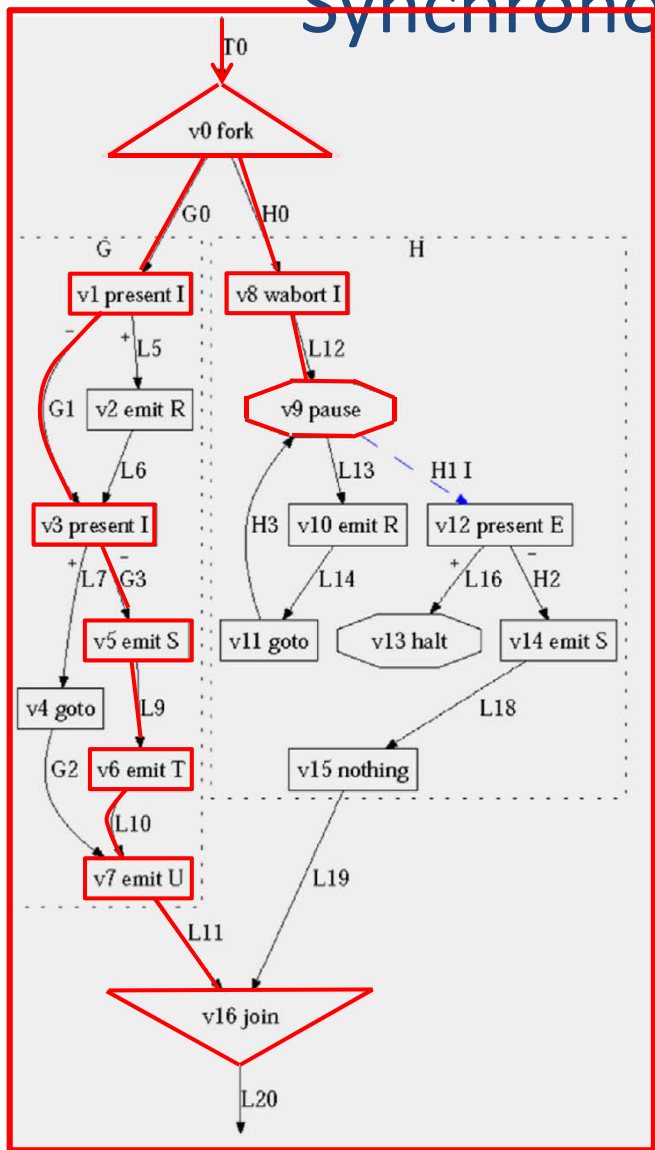 T0
v0 fork
G0
H0
G
H
v1 present I
v8 wabort I
-
+
L5
L12
G1
v2 emit R
v9 pause
L6
L13
H1 I
v3 present I
H3
v10 emit R
v12 present E
+
L7
-
G3
L14
+
L16
-
H2
v5 emit S
v11 goto
v13 halt
v14 emit S
v4 goto
L9
L18
G2
v6 emit T
v15 nothing
L10
v7 emit U
L19
L11
v16 join
L20